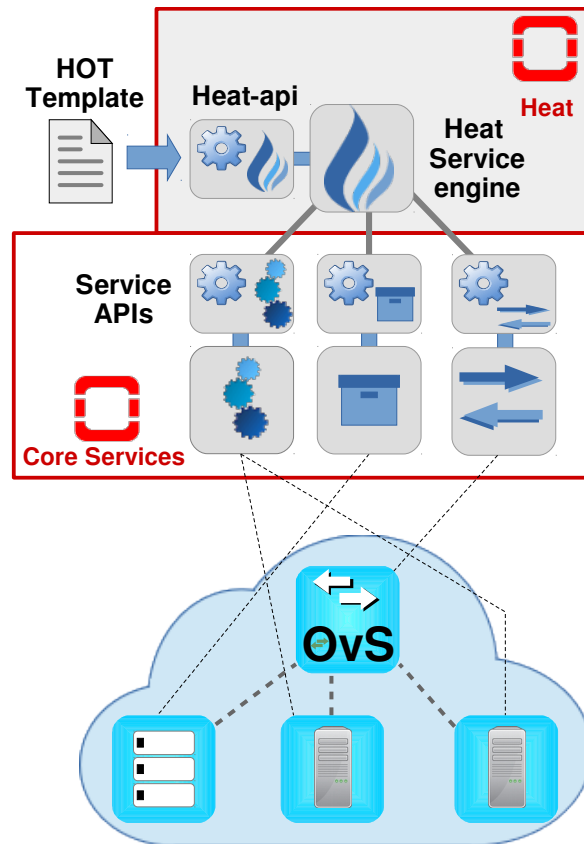 HOT
Template
Heat-api
Heat
Heat
Service
engine
Service
APIs
Core Services
OvS